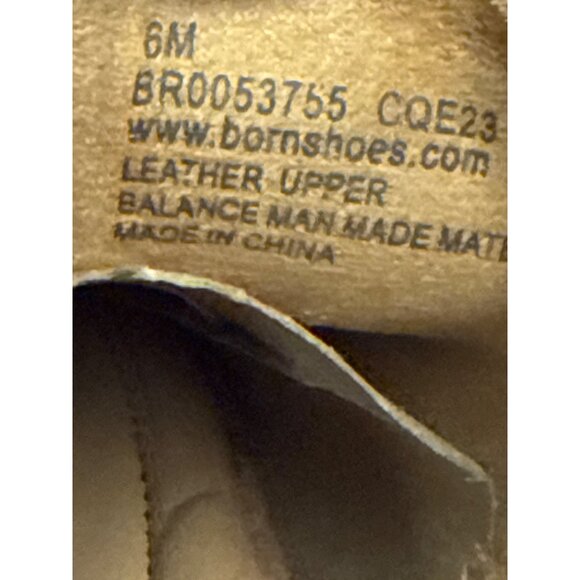 6M
BR0053755 CQE23
www.bornshoes.com
LEATHER UPPER
BALANCE MAN MADE MATE
MADE IN CHINA